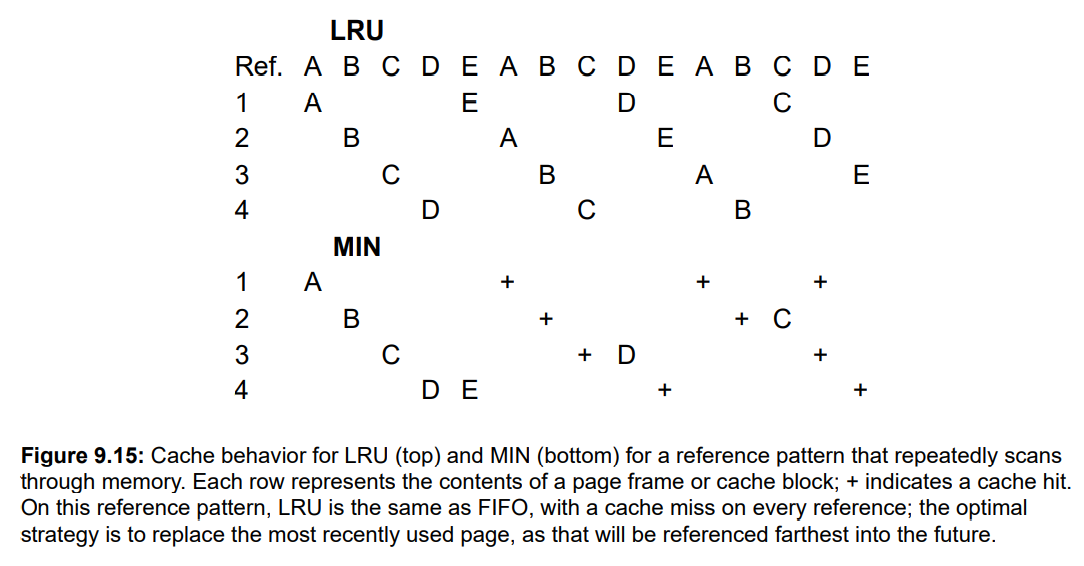 LRU
Ref. A B C D E A B C D E A B C D E
1 A E D C
2 B A E D
3 C B A E
4 D C B
MIN
1 A + + +
2 B + + C
3 C + D +
4 D E + +
Figure 9.15: Cache behavior for LRU (top) and MIN (bottom) for a reference pattern that repeatedly scans
through memory. Each row represents the contents of a page frame or cache block; + indicates a cache hit.
On this reference pattern, LRU is the same as FIFO, with a cache miss on every reference; the optimal
strategy is to replace the most recently used page, as that will be referenced farthest into the future.